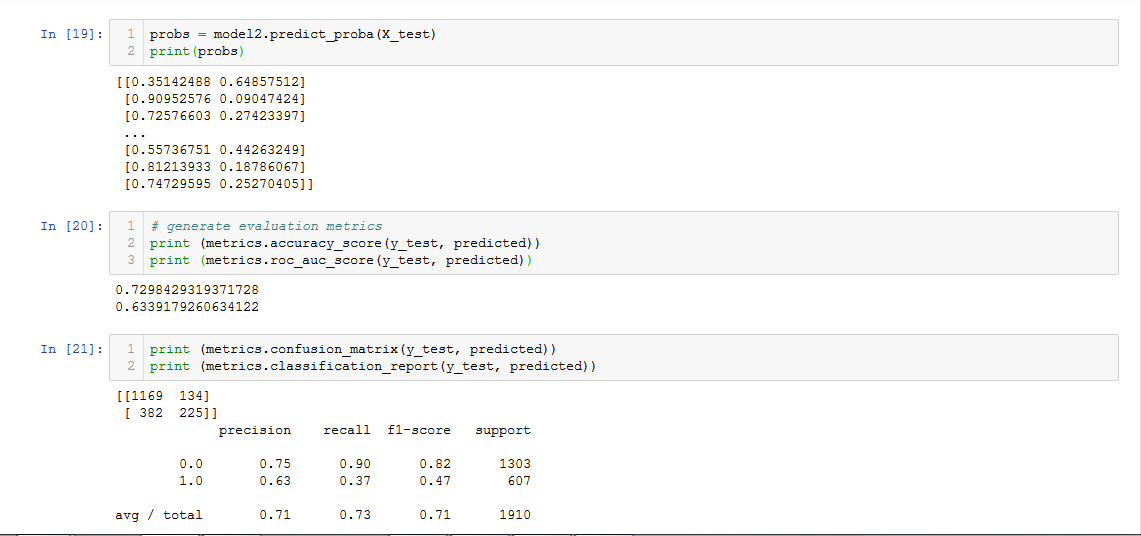 In [19]:
1 probs = model2.predict_proba(X_test)
2 print(probs)
[[0.35142488 0.64857512]
[0.90952576 0.09047424]
[0.72576603 0.27423397]
...
[0.55736751 0.44263249]
[0.81213933 0.18786067]
[0.74729595 0.25270405]]
In [20]:
1 # generate evaluation metrics
2 print (metrics.accuracy_score(y_test, predicted))
3 print (metrics.roc_auc_score(y_test, predicted))
0.7298429319371728
0.6339179260634122
In [21]:
1 print (metrics.confusion_matrix(y_test, predicted))
2 print (metrics.classification_report(y_test, predicted))
[[1169 134]
[ 382 225]]
precision recall f1-score support
0.0 0.75 0.90 0.82 1303
1.0 0.63 0.37 0.47 607
avg / total 0.71 0.73 0.71 1910